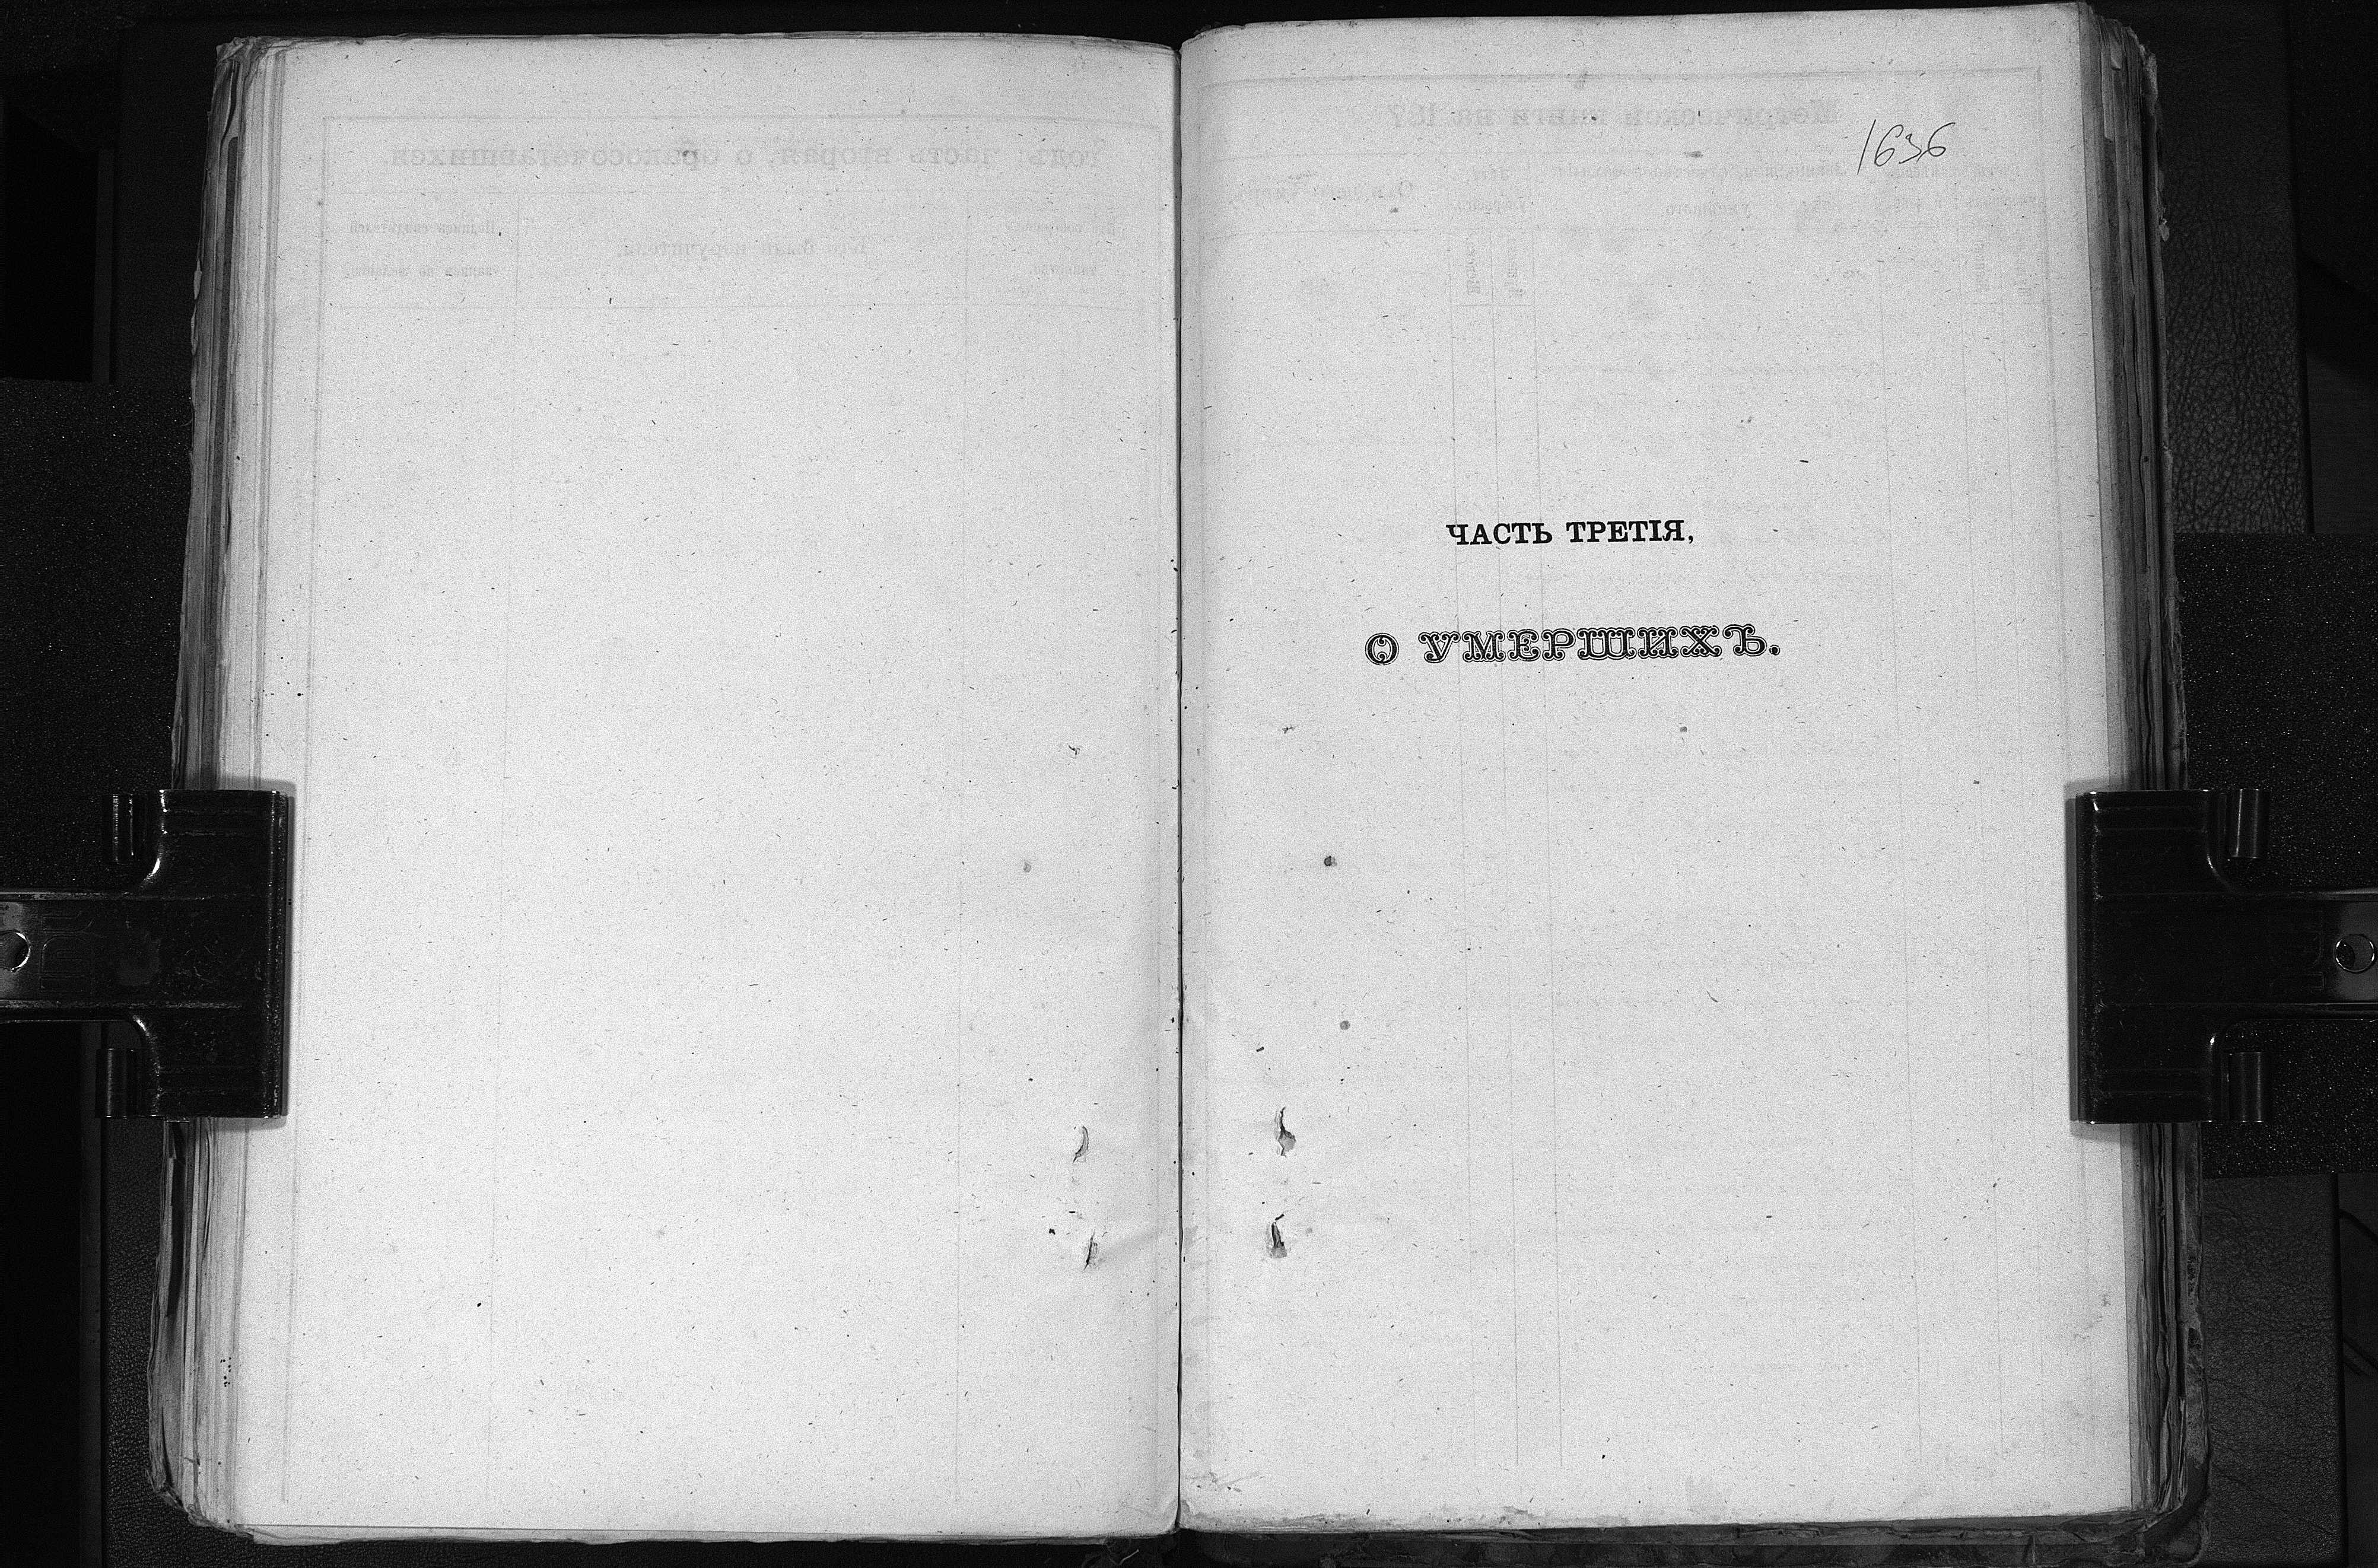 1636
ЧАСТЬ ТРЕТІЯ,
О УМЕРШИХЪ.